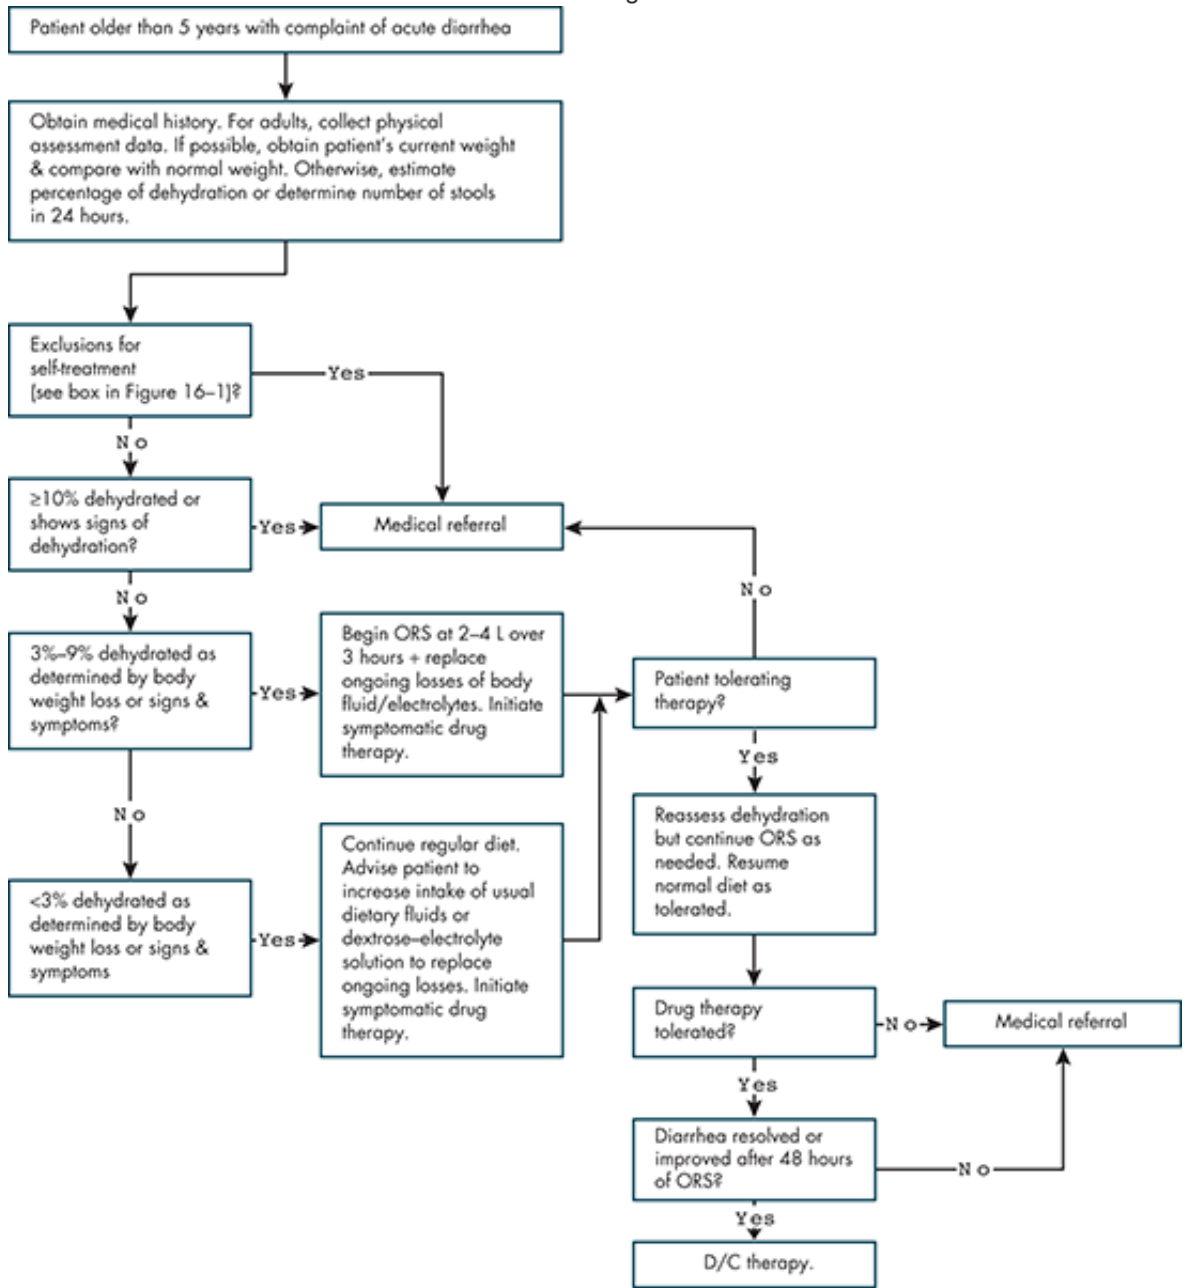 Patient older than 5 years with complaint of acute diarrhea
Obtain medical history. For adults, collect physical
assessment data. If possible, obtain patient's current weight
& compare with normal weight. Otherwise, estimate
percentage of dehydration or determine number of stools
in 24 hours.
Exclusions for
self-treatment
(see box in Figure 16–1)?
Yes
No
≥10% dehydrated or
shows signs of
dehydration?
Yes
Medical referral
No
No
3%–9% dehydrated as
determined by body
weight loss or signs &
symptoms?
Yes
Begin ORS at 2–4 L over
3 hours + replace
ongoing losses of body
fluid/electrolytes. Initiate
symptomatic drug
therapy.
Patient tolerating
therapy?
Yes
No
<3% dehydrated as
determined by body
weight loss or signs &
symptoms
Yes
Continue regular diet.
Advise patient to
increase intake of usual
dietary fluids or
dextrose–electrolyte
solution to replace
ongoing losses. Initiate
symptomatic drug
therapy.
Reassess dehydration
but continue ORS as
needed. Resume
normal diet as
tolerated.
Drug therapy
tolerated?
No
Medical referral
Yes
Diarrhea resolved or
improved after 48 hours
of ORS?
No
Yes
D/C therapy.